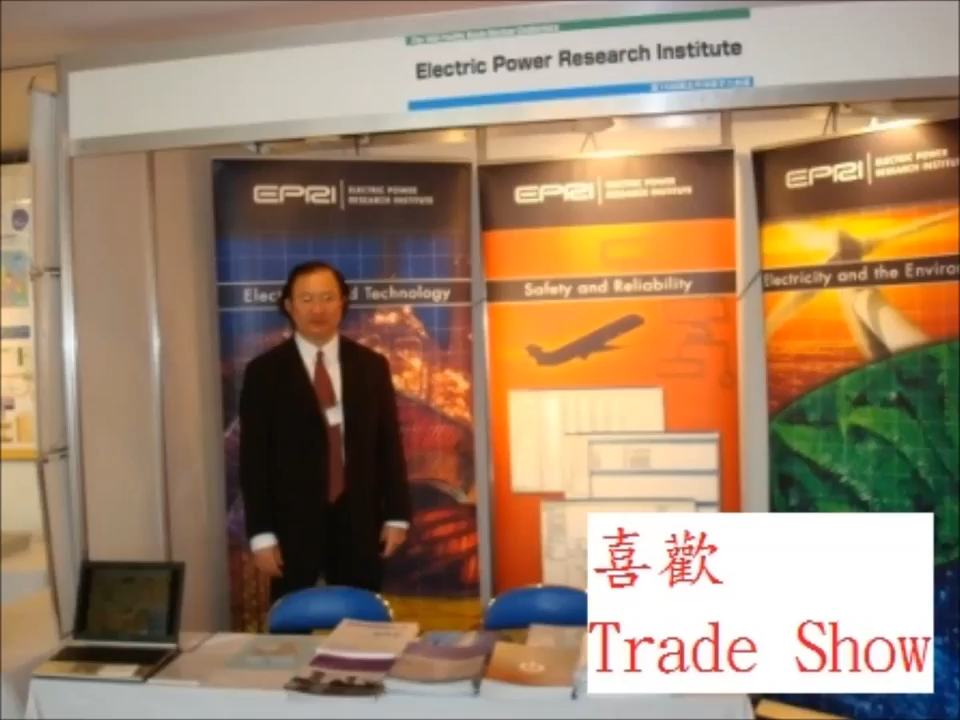 Electric Power Research Institute
EPRI | ELECTRIC POWER
RESEARCH INSTITUTE
EPRI | ELECTRIC POWER
RESEARCH INSTITUTE
EPRI | ELECTRIC POWER
RESEARCH INSTITUTE
Technology
Safety and Reliability
Electricity and the Enviro
喜歡
Trade Show